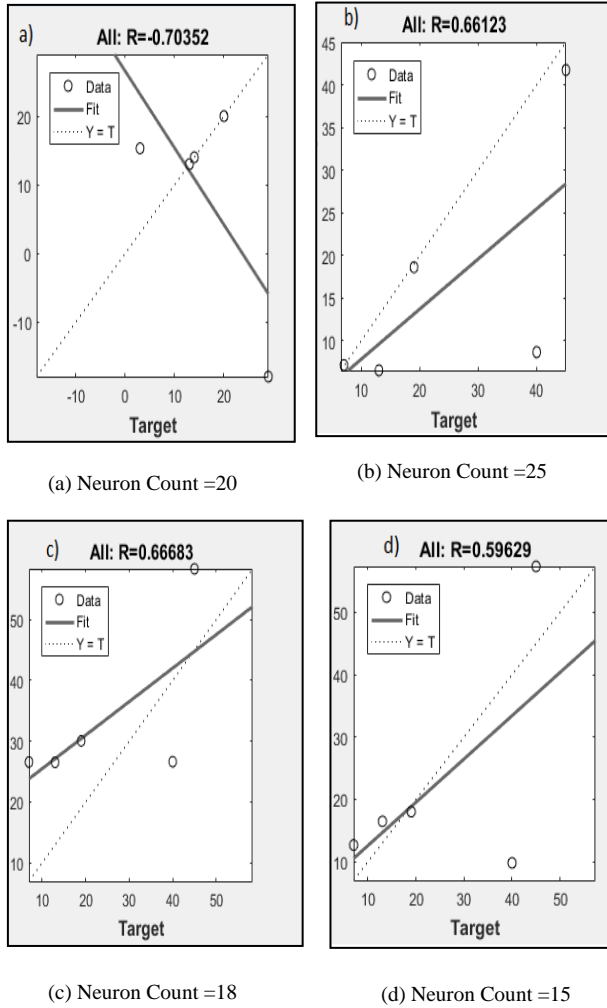 a)
All: R=-0.70352
Data
Fit
Y = T
20
10
0
-10
-10
0
10
20
Target
(a) Neuron Count =20
b)
All: R=0.66123
Data
Fit
Y = T
45
40
35
30
25
20
15
10
10
20
30
40
Target
(b) Neuron Count =25
c)
All: R=0.66683
Data
Fit
Y = T
50
40
30
20
10
10
20
30
40
50
Target
(c) Neuron Count =18
d)
All: R=0.59629
Data
Fit
Y = T
50
40
30
20
10
10
20
30
40
50
Target
(d) Neuron Count =15